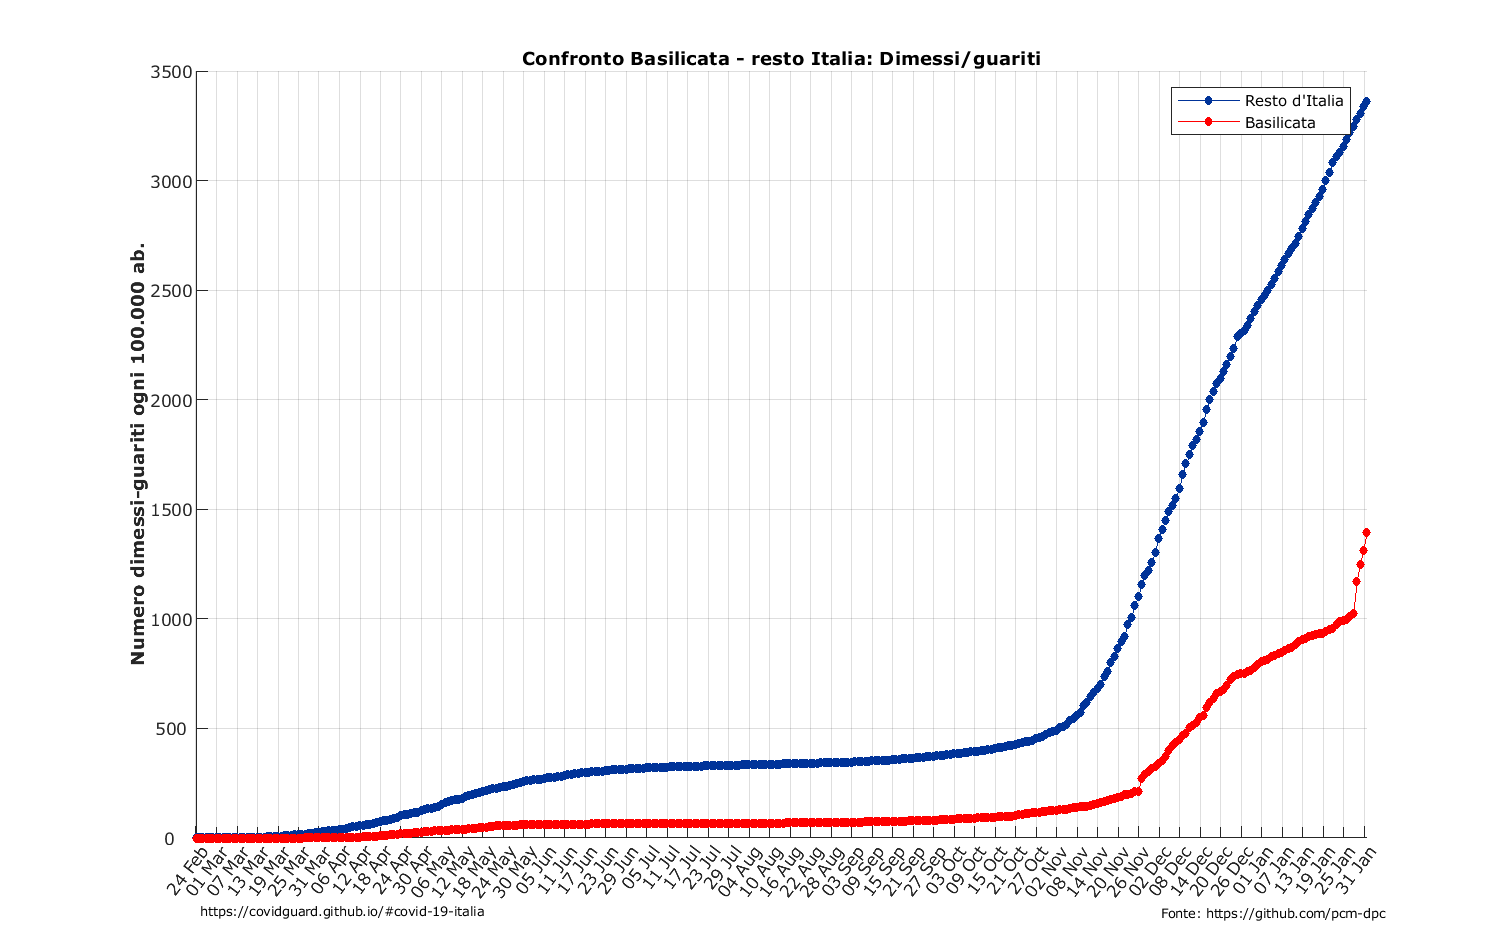 Confronto Basilicata - resto Italia: Dimessi/guariti
Resto d'Italia
Basilicata
Numero dimessi-guariti ogni 100.000 ab.
3500
3000
2500
2000
1500
1000
500
0
24 Feb
01 Mar
07 Mar
13 Mar
19 Mar
25 Mar
31 Mar
06 Apr
12 Apr
18 Apr
24 Apr
30 Apr
06 May
12 May
18 May
24 May
30 May
05 Jun
11 Jun
17 Jun
23 Jun
29 Jun
05 Jul
11 Jul
17 Jul
23 Jul
29 Jul
04 Aug
10 Aug
16 Aug
22 Aug
28 Aug
03 Sep
09 Sep
15 Sep
21 Sep
27 Sep
03 Oct
09 Oct
15 Oct
21 Oct
27 Oct
02 Nov
08 Nov
14 Nov
20 Nov
26 Nov
02 Dec
08 Dec
14 Dec
20 Dec
26 Dec
01 Jan
07 Jan
13 Jan
19 Jan
25 Jan
31 Jan
https://covidguard.github.io/#covid-19-italia
Fonte: https://github.com/pcm-dpc